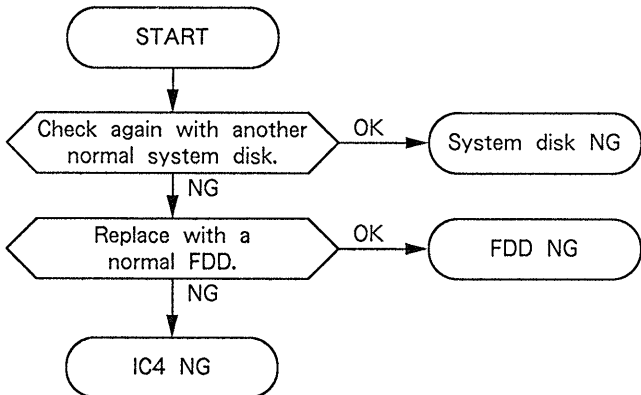 START
Check again with another
normal system disk.
OK
System disk NG
NG
Replace with a
normal FDD.
OK
FDD NG
NG
IC4 NG